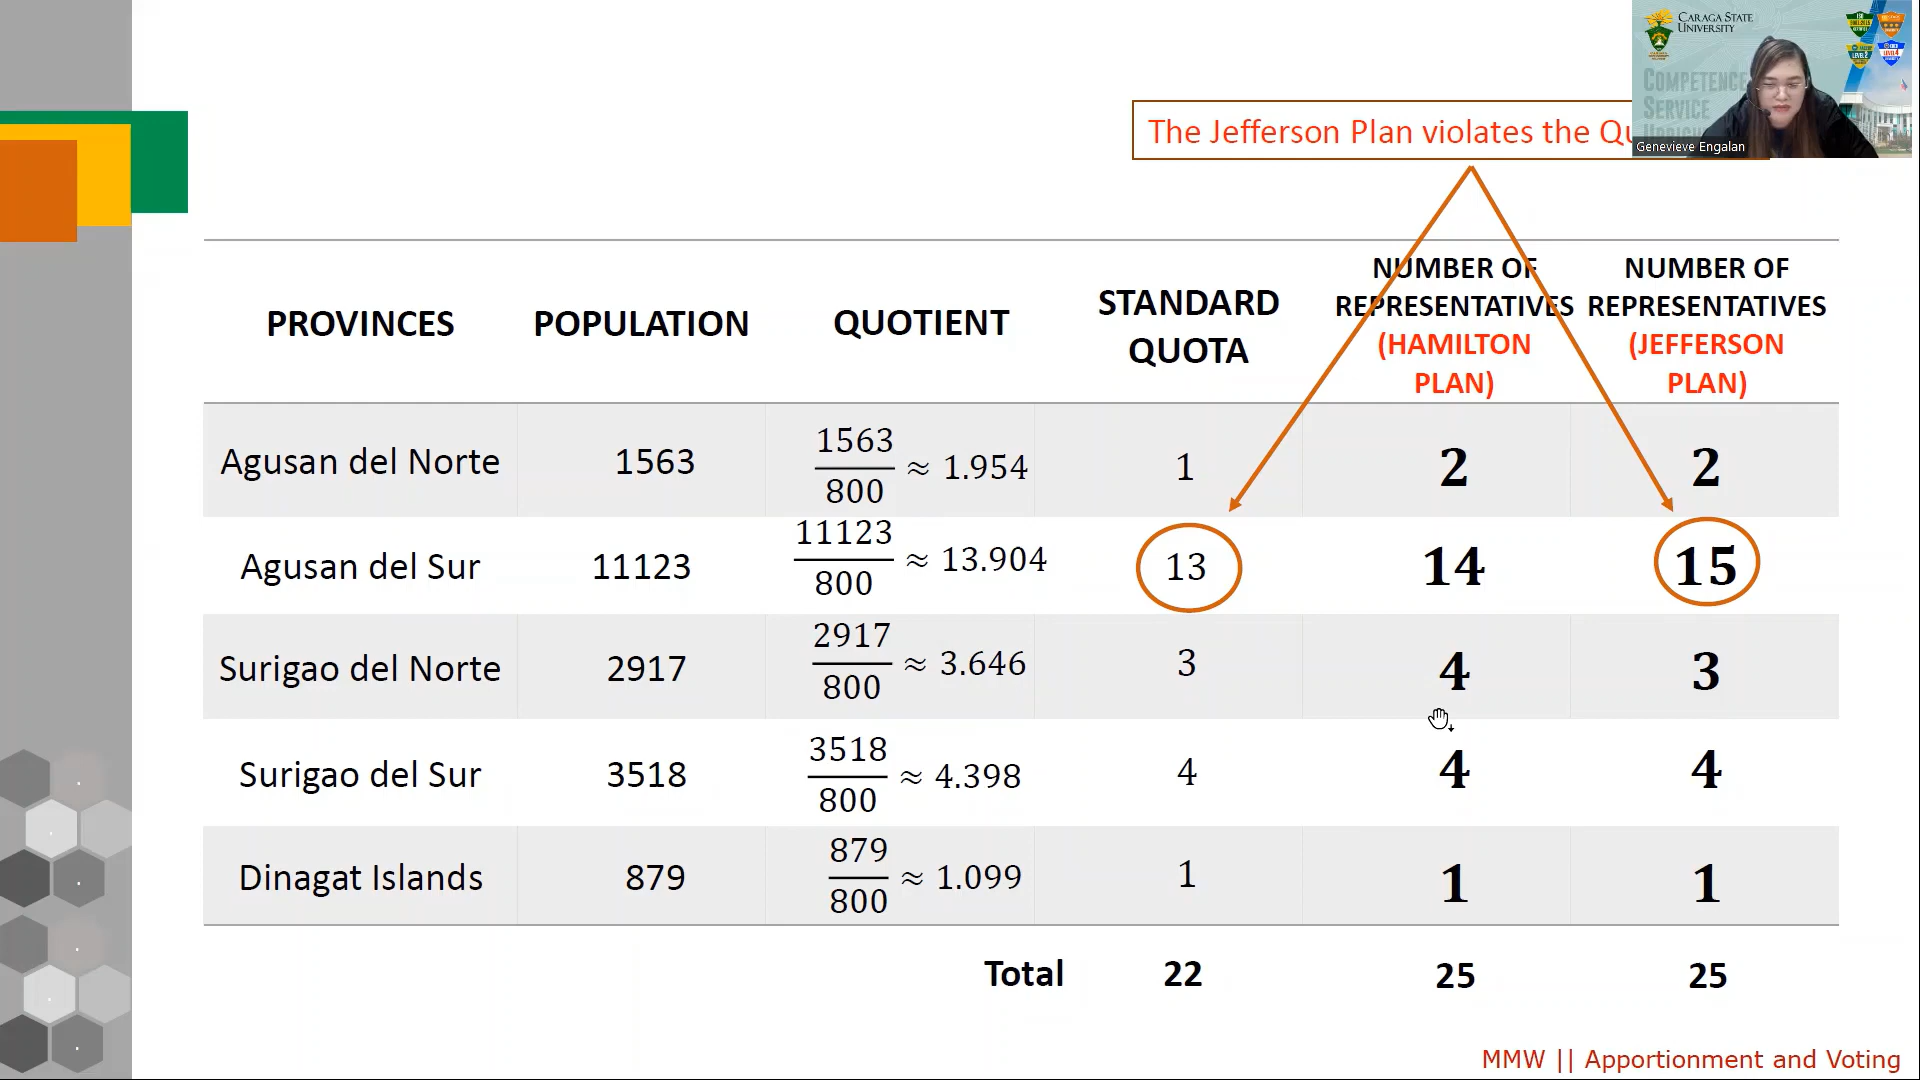 CARAGA STATE
UNIVERSITY
COMPETENCE
SERVICE
Genevieve Engalan
The Jefferson Plan violates the
PROVINCES POPULATION QUOTIENT STANDARD QUOTA NUMBER OF REPRESENTATIVES (HAMILTON PLAN) NUMBER OF REPRESENTATIVES (JEFFERSON PLAN)
Agusan del Norte 1563 1563/800 ≈ 1.954 1 2 2
Agusan del Sur 11123 11123/800 ≈ 13.904 13 14 15
Surigao del Norte 2917 2917/800 ≈ 3.646 3 4 3
Surigao del Sur 3518 3518/800 ≈ 4.398 4 4 4
Dinagat Islands 879 879/800 ≈ 1.099 1 1 1
Total 22 25 25
MMW || Apportionment and Voting